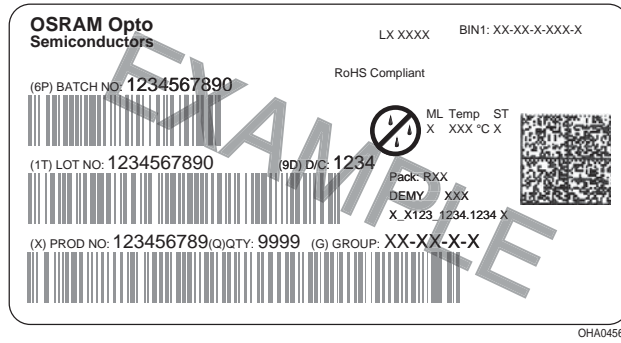 OSRAM Opto
Semiconductors
LX XXXX
BIN1: XX-XX-X-XXX-X
RoHS Compliant
(6P) BATCH NO: 1234567890
ML Temp ST
X XXX °C X
(1T) LOT NO: 1234567890
(9D) D/C: 1234
Pack: RXX
DEMY XXX
X_X123_1234.1234 X
(X) PROD NO: 123456789(Q)QTY: 9999 (G) GROUP: XX-XX-X-X
EXAMPLE
OHA0456